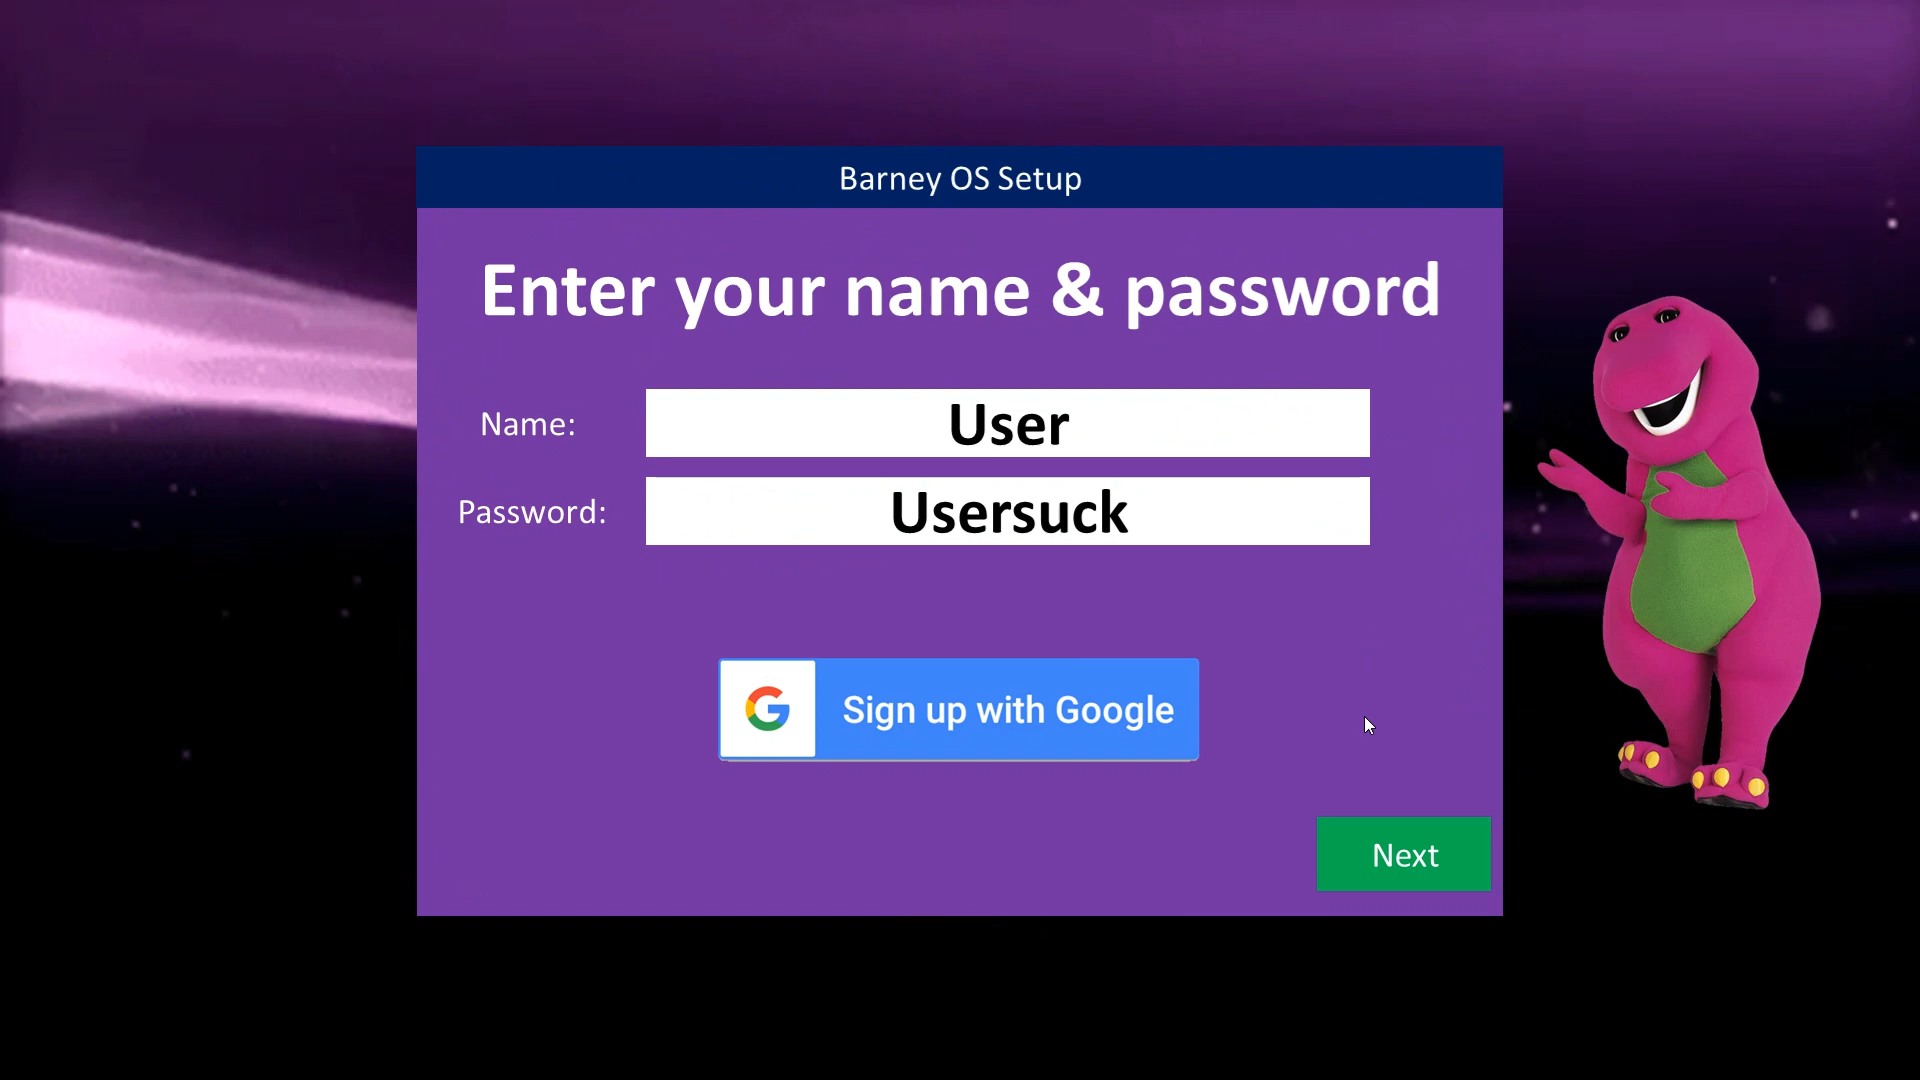 Barney OS Setup
Enter your name & password
Name: User
Password: Usersuck
Sign up with Google
Next